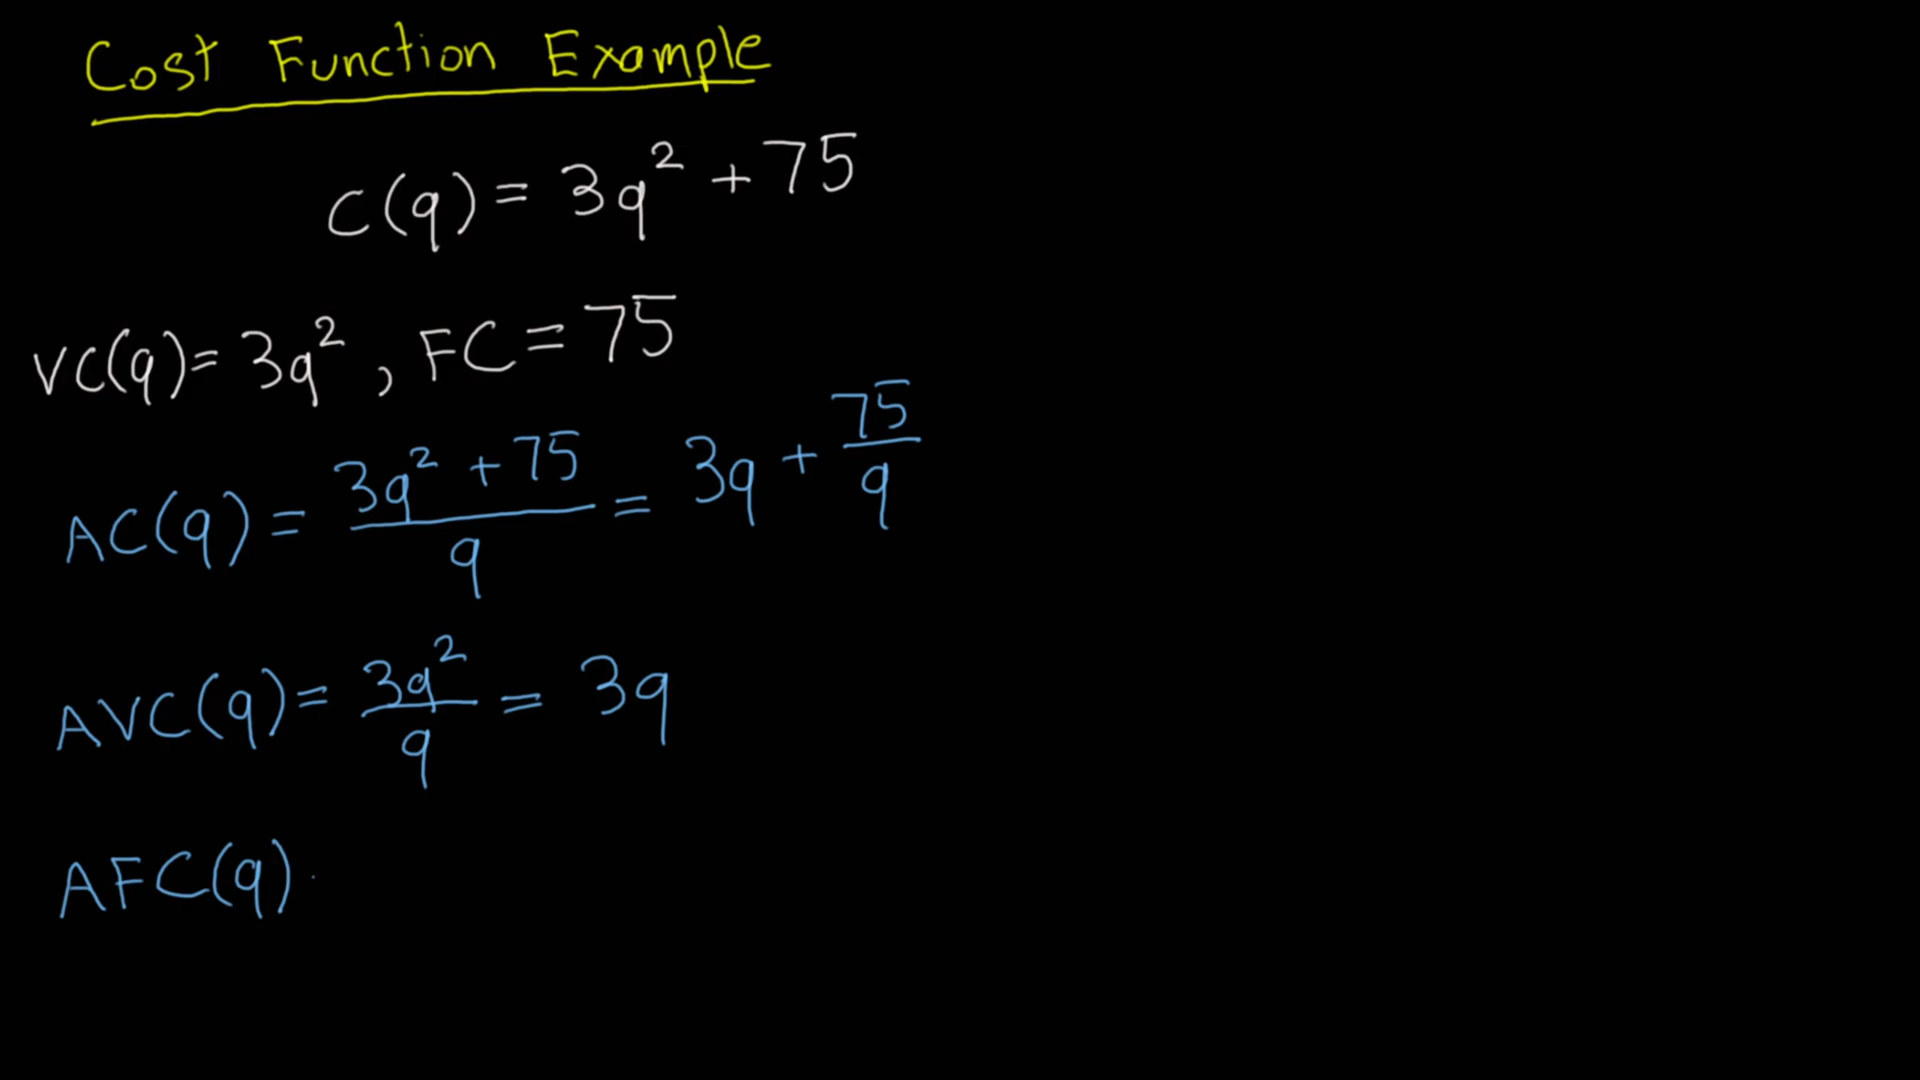 Cost Function Example
C(q) = 3q² + 75
VC(q) = 3q² , FC = 75
AC(q) = (3q² + 75)/q = 3q + 75/q
AVC(q) = 3q²/q = 3q
AFC(q)